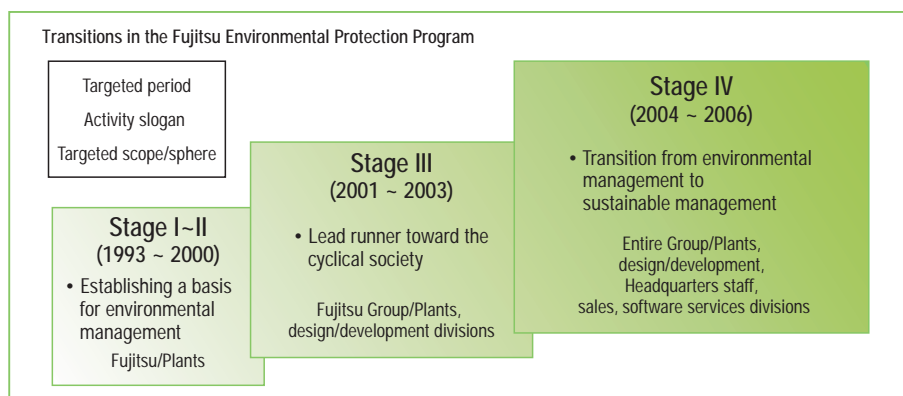 Transitions in the Fujitsu Environmental Protection Program
Targeted period
Activity slogan
Targeted scope/sphere
Stage I~II
(1993 ~ 2000)
• Establishing a basis
for environmental
management
Fujitsu/Plants
Stage III
(2001 ~ 2003)
• Lead runner toward the
cyclical society
Fujitsu Group/Plants,
design/development divisions
Stage IV
(2004 ~ 2006)
• Transition from environmental
management to
sustainable management
Entire Group/Plants,
design/development,
Headquarters staff,
sales, software services divisions